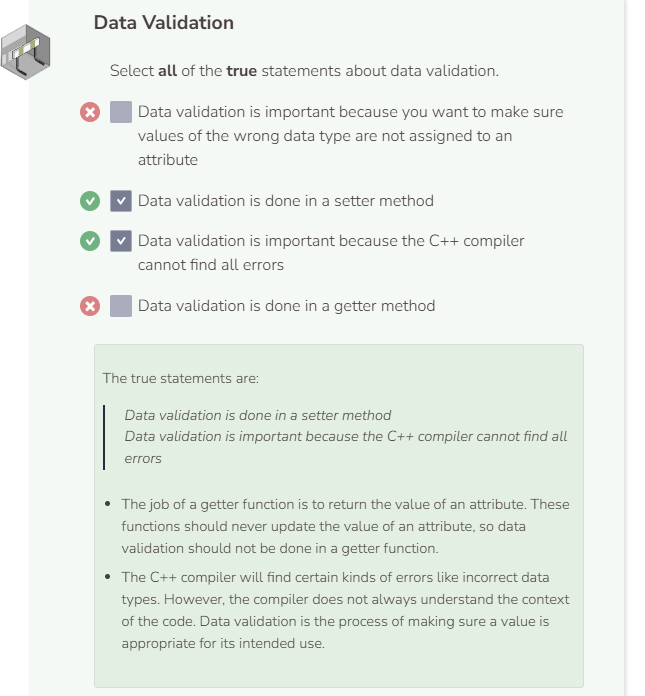 Data Validation
Select all of the true statements about data validation.
Data validation is important because you want to make sure
values of the wrong data type are not assigned to an
attribute
Data validation is done in a setter method
Data validation is important because the C++ compiler
cannot find all errors
Data validation is done in a getter method
The true statements are:
Data validation is done in a setter method
Data validation is important because the C++ compiler cannot find all
errors
The job of a getter function is to return the value of an attribute. These
functions should never update the value of an attribute, so data
validation should not be done in a getter function.
The C++ compiler will find certain kinds of errors like incorrect data
types. However, the compiler does not always understand the context
of the code. Data validation is the process of making sure a value is
appropriate for its intended use.